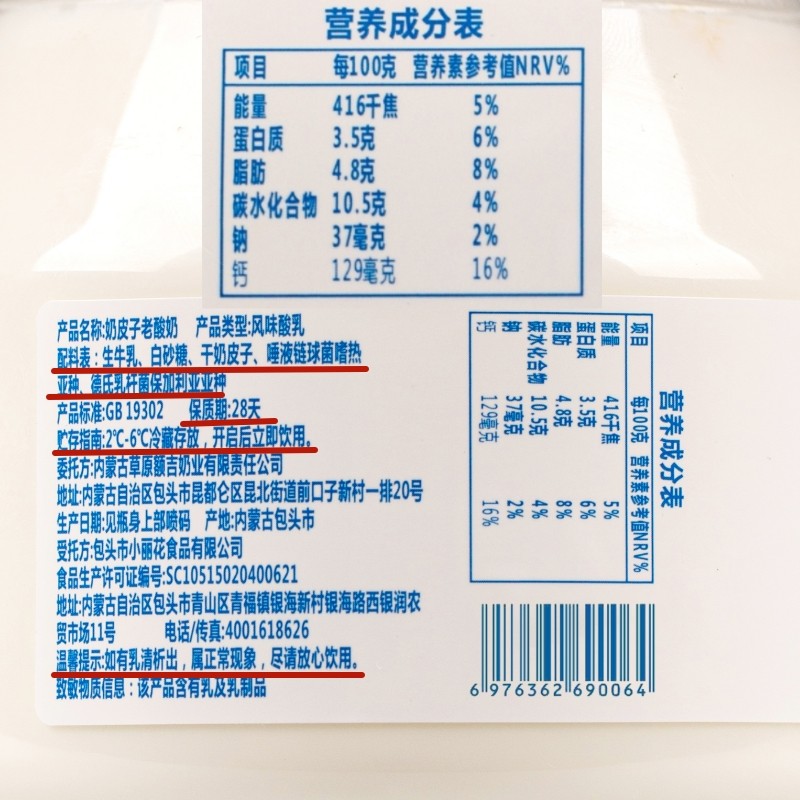 营养成分表
项目 每100克 营养素参考值NRV%
能量 416千焦 5%
蛋白质 3.5克 6%
脂肪 4.8克 8%
碳水化合物 10.5克 4%
钠 37毫克 2%
钙 129毫克 16%
产品名称:奶皮子老酸奶 产品类型:风味酸乳
配料表:生牛乳、白砂糖、干奶皮子、唾液链球菌嗜热
亚种、德氏乳杆菌保加利亚亚种
产品标准:GB 19302 保质期:28天
贮存指南:2℃-6℃冷藏存放,开启后立即饮用。
委托方:内蒙古草原额吉奶业有限责任公司
地址:内蒙古自治区包头市昆都仑区昆北街道前口子新村一排20号
生产日期:见瓶身上部喷码 产地:内蒙古包头市
受托方:包头市小丽花食品有限公司
食品生产许可证编号:SC10515020400621
地址:内蒙古自治区包头市青山区青福镇银海新村银海路西银润农
贸市场11号 电话/传真:4001618626
温馨提示:如有乳清析出,属正常现象,尽请放心饮用。
致敏物质信息:该产品含有乳及乳制品
营养成分表
项目 每100克 营养素参考值NRV%
能量 416千焦 5%
蛋白质 3.5克 6%
脂肪 4.8克 8%
碳水化合物 10.5克 4%
钠 37毫克 2%
钙 129毫克 16%
6 976362 690064